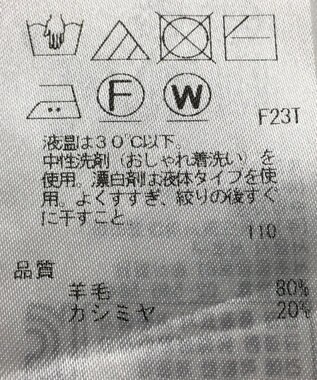 F
W
F23T
液温は30℃以下。
中性洗剤(おしゃれ着洗い)を
使用。漂白剤は液体タイプを使
用。よくすすぎ、絞りの後すぐ
に干すこと。
110
品質
羊毛 80%
カシミヤ 20%